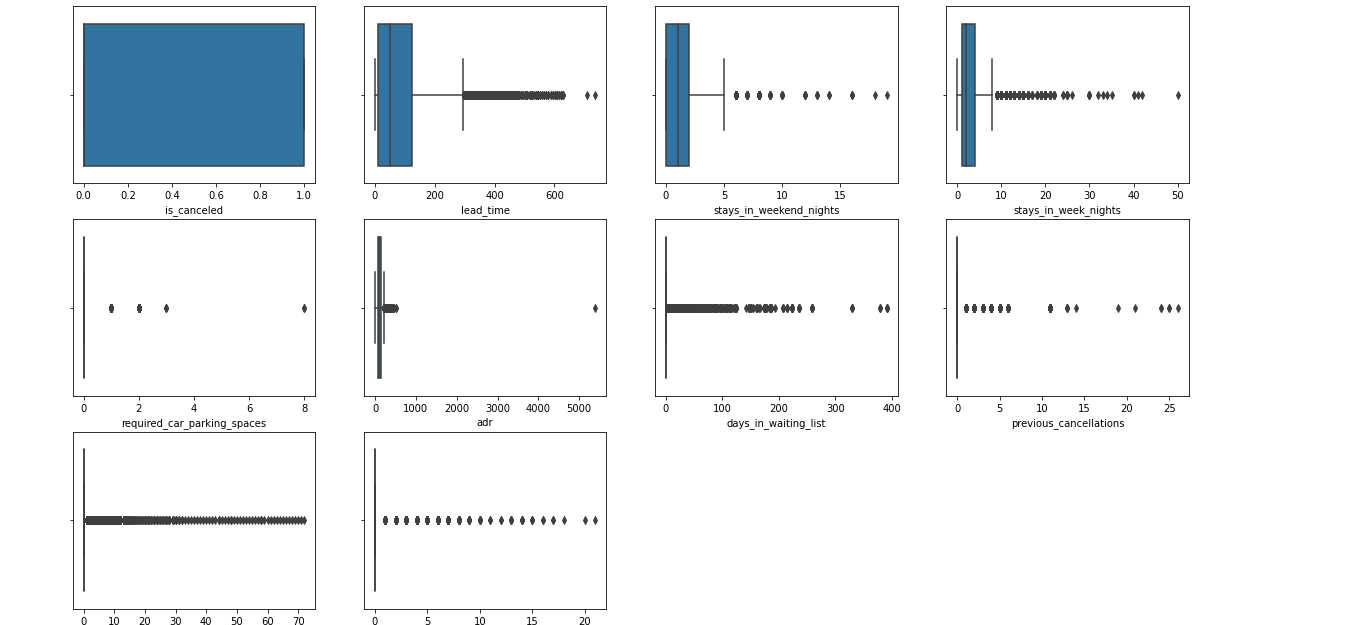 0.0 0.2 0.4 0.6 0.8 1.0
is_canceled
0 200 400 600
lead_time
0 5 10 15
stays_in_weekend_nights
0 10 20 30 40 50
stays_in_week_nights
0 2 4 6 8
required_car_parking_spaces
0 1000 2000 3000 4000 5000
adr
0 100 200 300 400
days_in_waiting_list
0 5 10 15 20 25
previous_cancellations
0 10 20 30 40 50 60 70
0 5 10 15 20